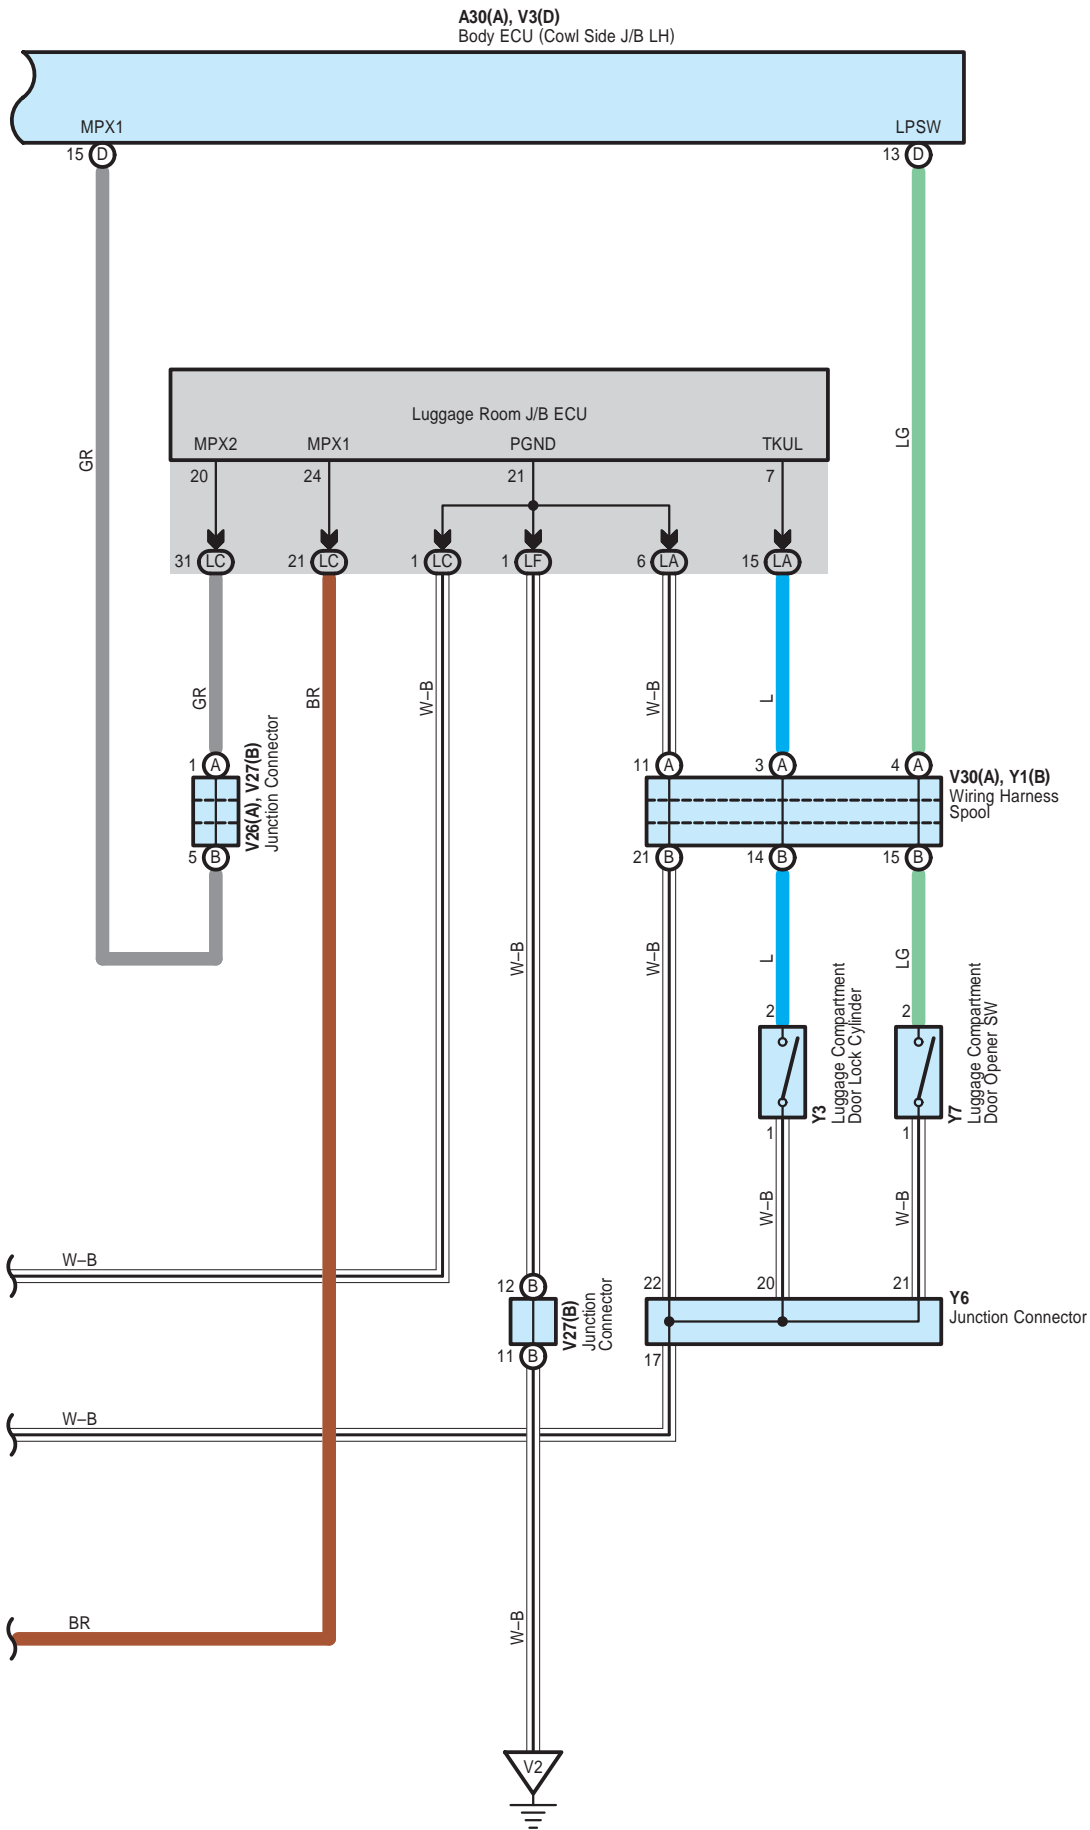 A30(A), V3(D)
Body ECU (Cowl Side J/B LH)
MPX1
LPSW
15 D
13 D
GR
LG
Luggage Room J/B ECU
MPX2
MPX1
PGND
TKUL
20
24
21
7
31 LC
21 LC
1 LC
1 LF
6 LA
15 LA
GR
BR
W–B
W–B
L
1 A
V26(A), V27(B)
Junction Connector
5 B
11 A
3 A
4 A
V30(A), Y1(B)
Wiring Harness
Spool
21 B
14 B
15 B
W–B
W–B
L
LG
2
2
Y3
Luggage Compartment
Door Lock Cylinder
Y7
Luggage Compartment
Door Opener SW
1
1
W–B
W–B
W–B
12 B
V27(B)
Junction
Connector
11 B
22
20
21
Y6
Junction Connector
17
W–B
BR
W–B
V2